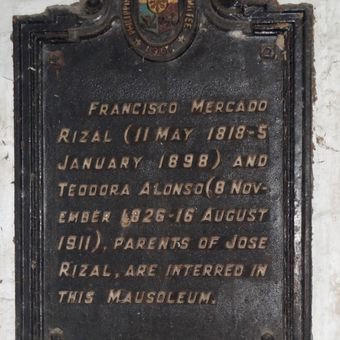 FRANCISCO MERCADO
RIZAL (11 MAY 1818-5
JANUARY 1898) AND
TEODORA ALONSO (8 NOV-
EMBER 1826-16 AUGUST
1911), PARENTS OF JOSE
RIZAL, ARE INTERRED IN
THIS MAUSOLEUM.